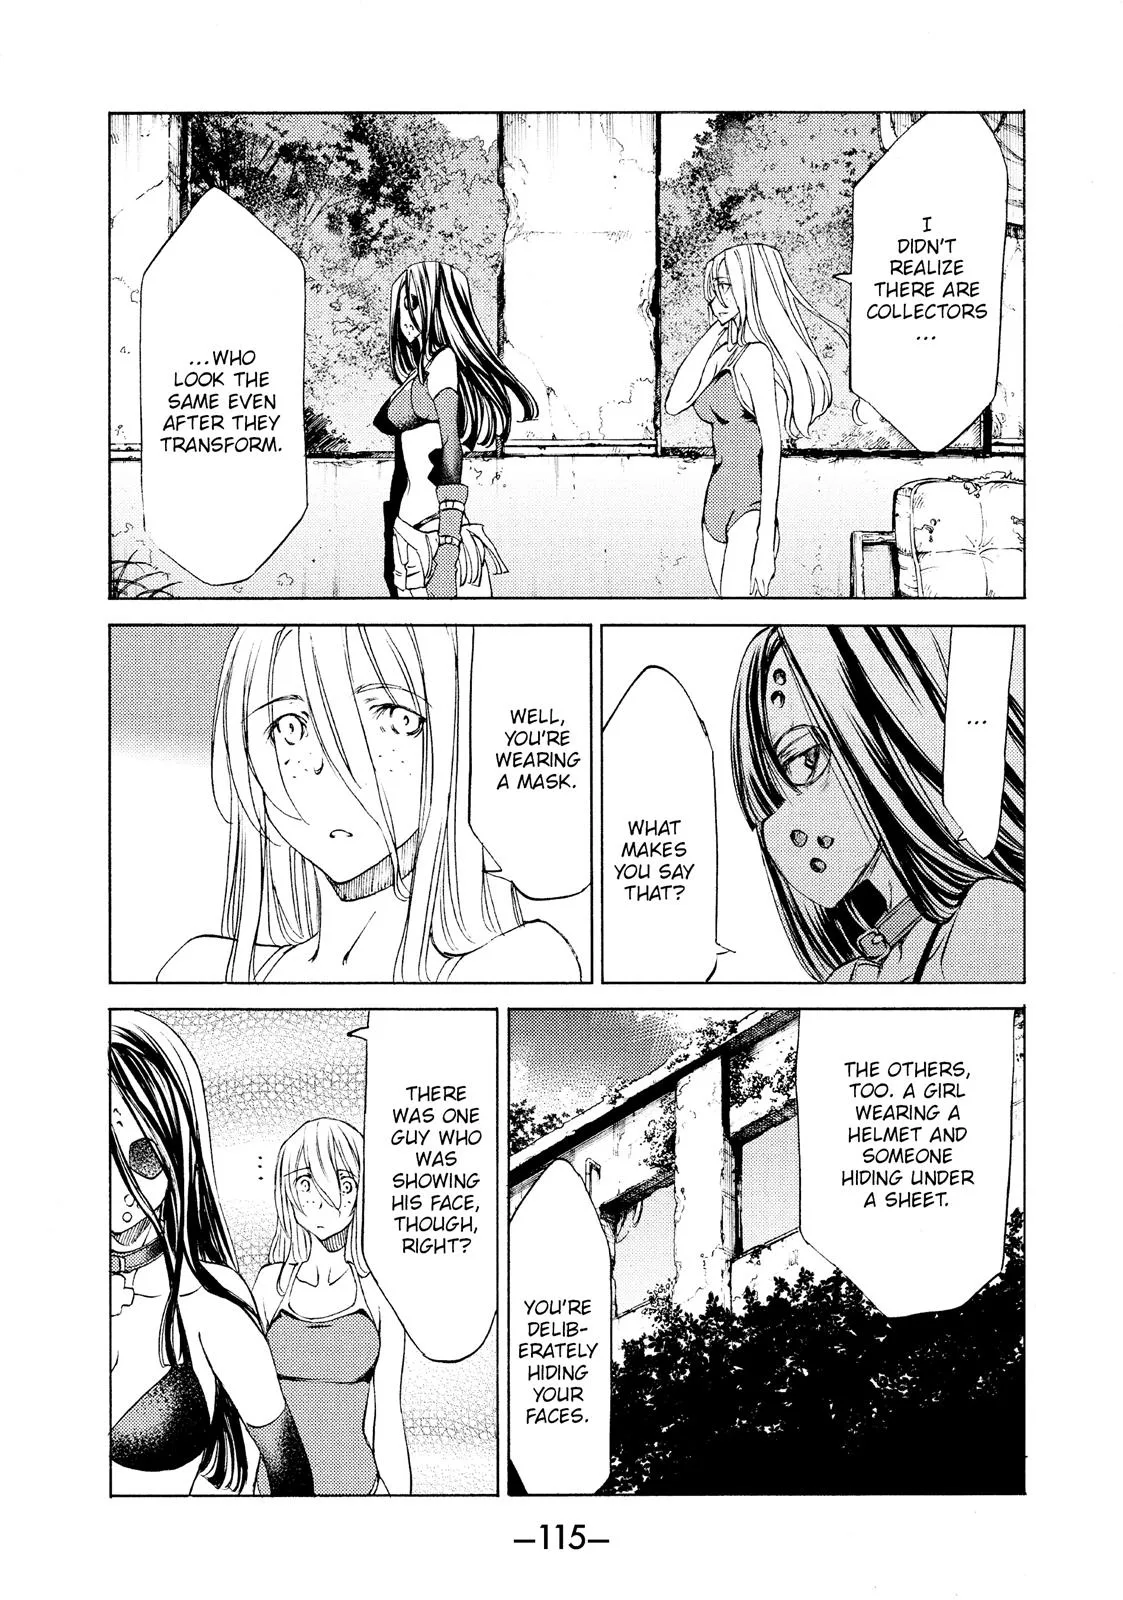 I
DIDN'T
REALIZE
THERE ARE
COLLECTORS
...
...WHO
LOOK THE
SAME EVEN
AFTER THEY
TRANSFORM.
...
WHAT
MAKES
YOU SAY
THAT?
WELL,
YOU'RE
WEARING
A MASK.
THE OTHERS,
TOO. A GIRL
WEARING A
HELMET AND
SOMEONE
HIDING UNDER
A SHEET.
YOU'RE
DELIB-
ERATELY
HIDING
YOUR
FACES.
THERE
WAS ONE
GUY WHO
WAS
SHOWING
HIS FACE,
THOUGH,
RIGHT?
...
–115–